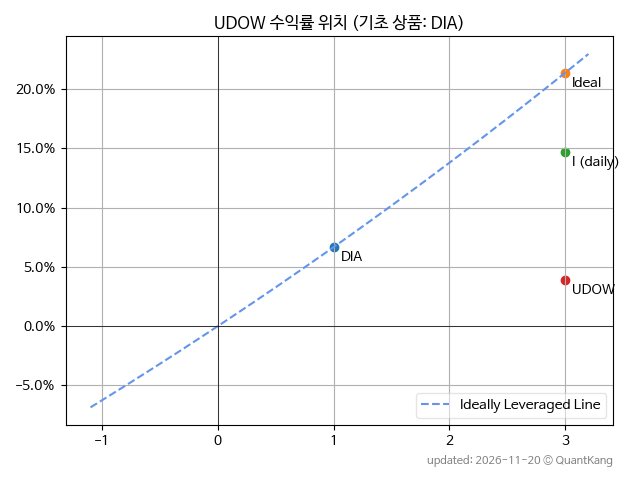 UDOW 수익률 위치 (기초 상품: DIA)
20.0%
15.0%
10.0%
5.0%
0.0%
−5.0%
Ideal
I (daily)
DIA
UDOW
Ideally Leveraged Line
−1 0 1 2 3
updated: 2026-11-20 © QuantKang